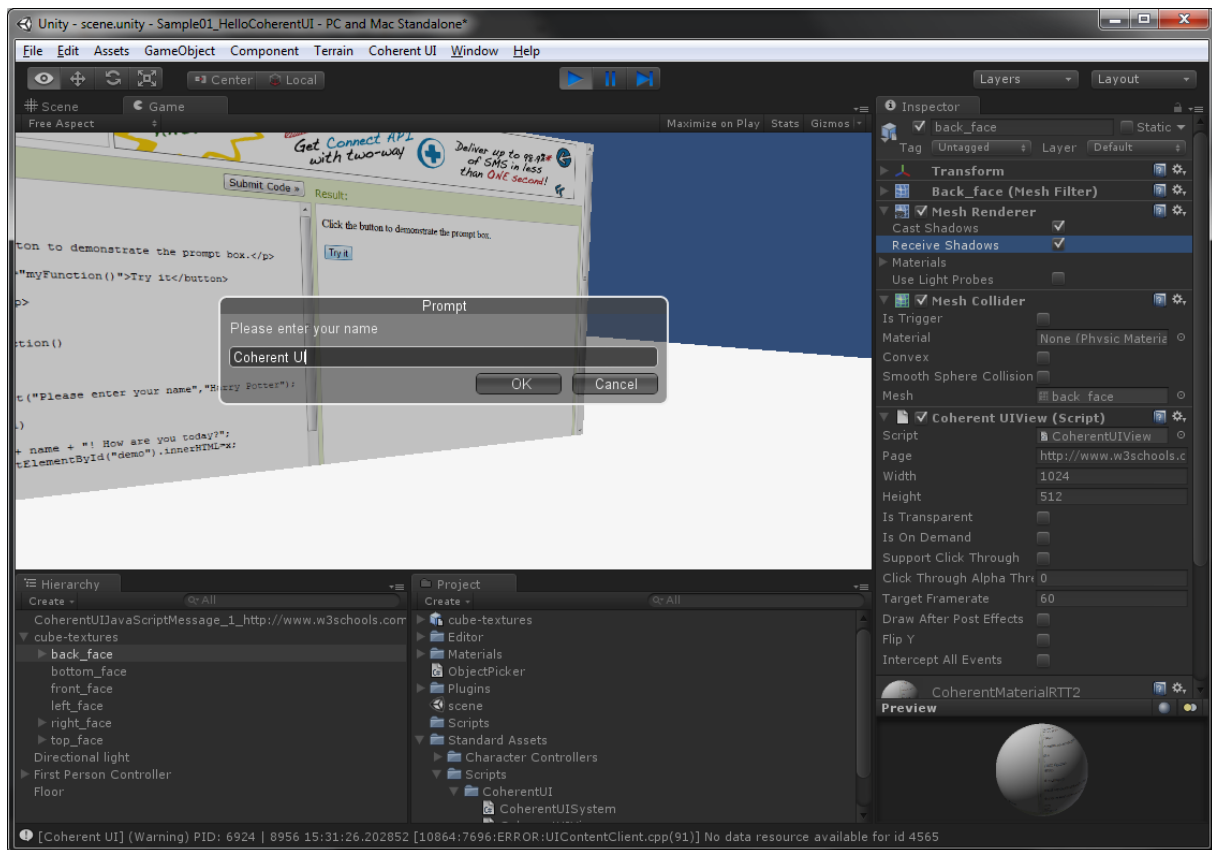 Unity - scene.unity - Sample01_HelloCoherentUI - PC and Mac Standalone*
File Edit Assets GameObject Component Terrain Coherent UI Window Help
Center Local
Layers Layout
Scene Game
Free Aspect Maximize on Play Stats Gizmos
Get Connect API
with two-way
Deliver up to
of SMS in less
than ONE second!
Submit Code »
Result:
Click the button to demonstrate the prompt box.
Try it
ton to demonstrate the prompt box.</p>
"myFunction()">Try it</button>
p>
ction()
t("Please enter your name","Harry Potter");
.)
+ name + "! How are you today?";
tElementById("demo").innerHTML=x;
Prompt
Please enter your name
Coherent UI
OK Cancel
Inspector
back_face Static
Tag Untagged Layer Default
Transform
Back_face (Mesh Filter)
Mesh Renderer
Cast Shadows
Receive Shadows
Materials
Use Light Probes
Mesh Collider
Is Trigger
Material None (Physic Materia
Convex
Smooth Sphere Collision
Mesh back_face
Coherent UIView (Script)
Script CoherentUIView
Page http://www.w3schools.c
Width 1024
Height 512
Is Transparent
Is On Demand
Support Click Through
Click Through Alpha Thre 0
Target Framerate 60
Draw After Post Effects
Flip Y
Intercept All Events
CoherentMaterialRTT2
Preview
Hierarchy
Create All
CoherentUIJavaScriptMessage_1_http://www.w3schools.com
cube-textures
back_face
bottom_face
front_face
left_face
right_face
top_face
Directional light
First Person Controller
Floor
Project
Create All
cube-textures
Editor
Materials
ObjectPicker
Plugins
scene
Scripts
Standard Assets
Character Controllers
Scripts
CoherentUI
CoherentUISystem
[Coherent UI] (Warning) PID: 6924 | 8956 15:31:26.202852 [10864:7696:ERROR:UIContentClient.cpp(91)] No data resource available for id 4565